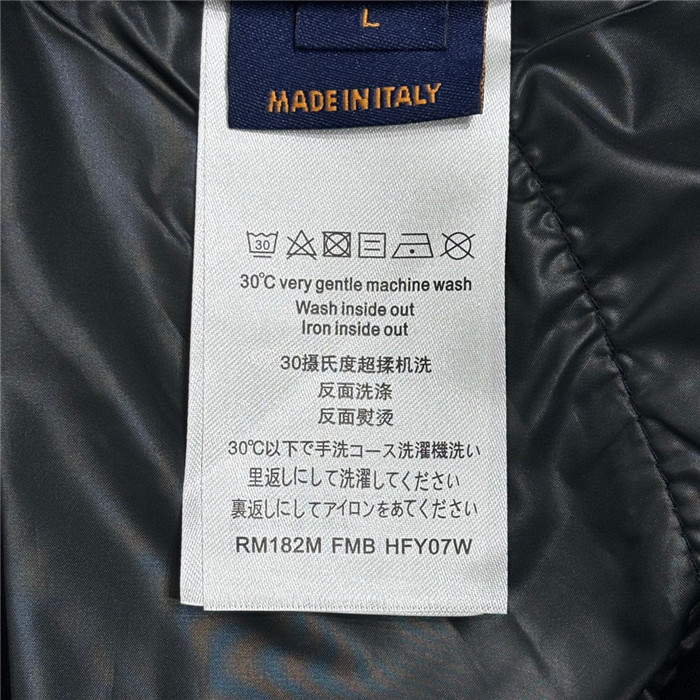 L
MADE IN ITALY
30
30℃ very gentle machine wash
Wash inside out
Iron inside out
30摄氏度超揉机洗
反面洗涤
反面熨烫
30℃以下で手洗コース洗濯機洗い
里返しにして洗濯してください
裏返しにしてアイロンをあてください
RM182M FMB HFY07W